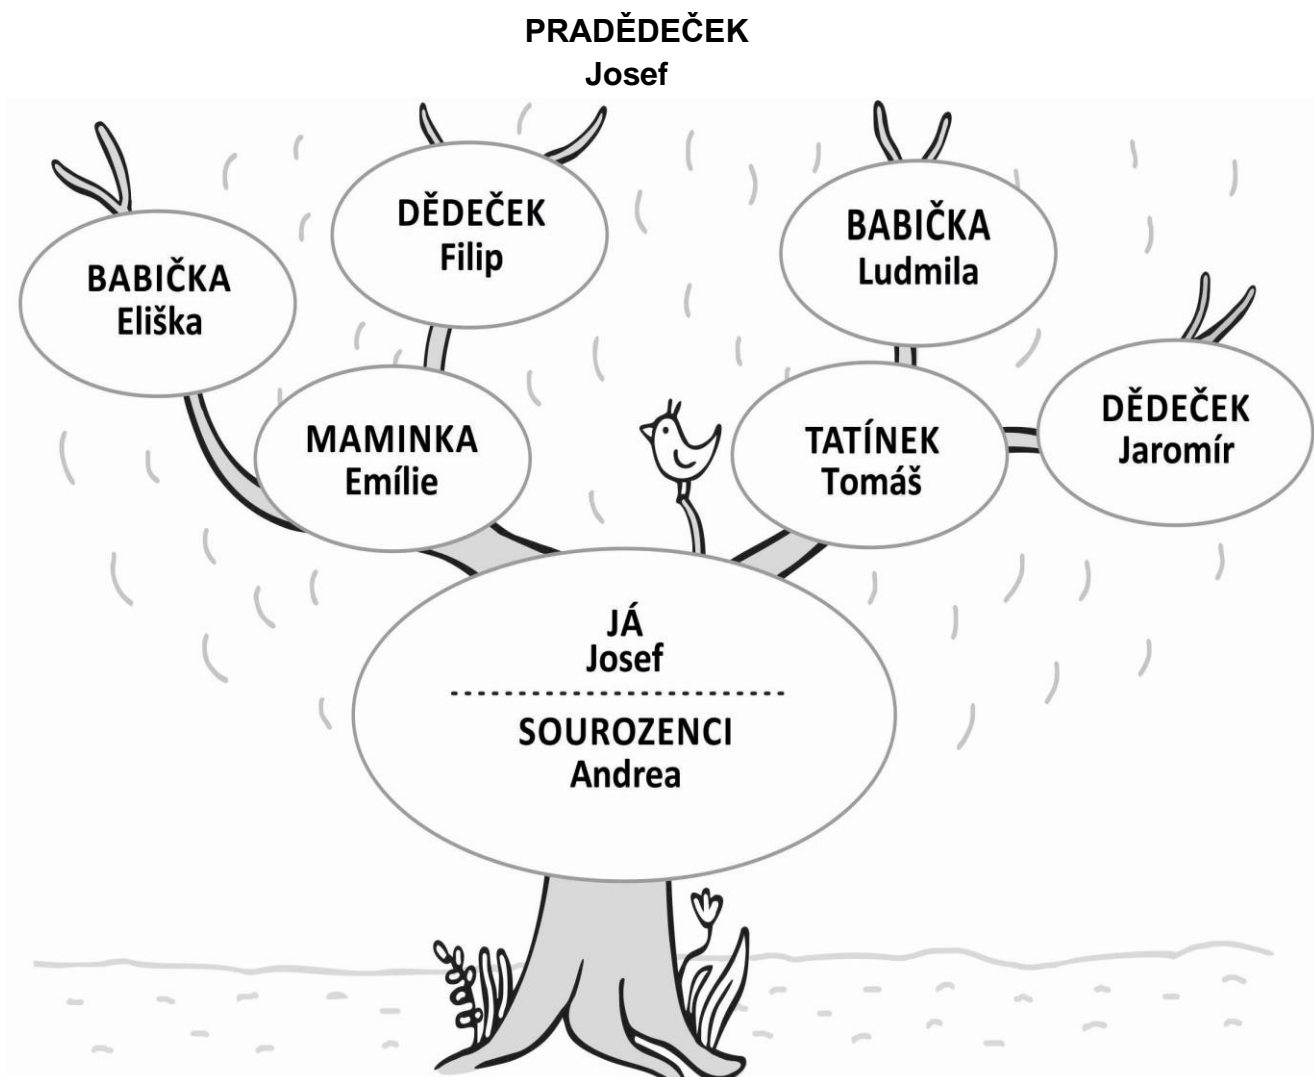 PRADĚDEČEK
Josef
DĚDEČEK
Filip
BABIČKA
Ludmila
BABIČKA
Eliška
DĚDEČEK
Jaromír
MAMINKA
Emílie
TATÍNEK
Tomáš
JÁ
Josef
SOUROZENCI
Andrea